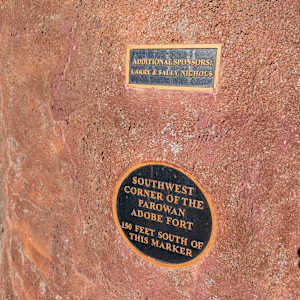 ADDITIONAL SPONSORS:
LARRY & SALLY NICHOLS
SOUTHWEST
CORNER OF THE
PAROWAN
ADOBE FORT
150 FEET SOUTH OF
THIS MARKER